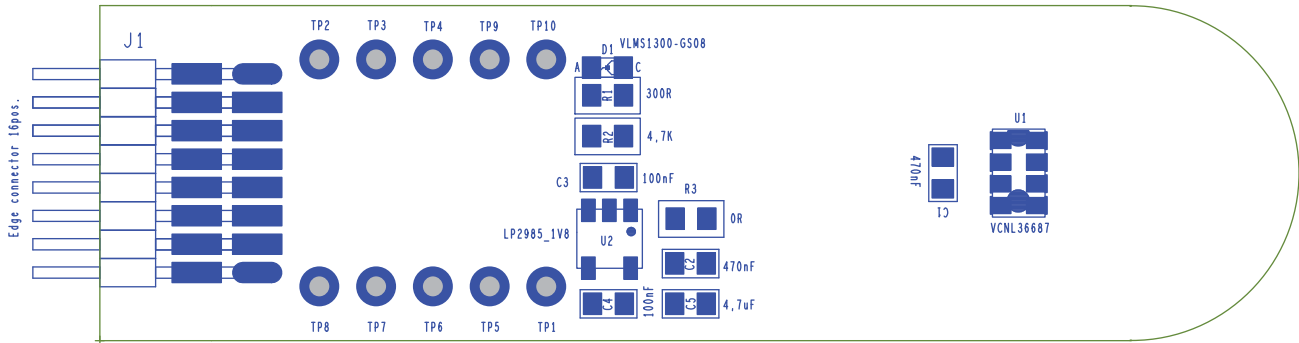 J1
Edge connector 16pos.
TP2 TP3 TP4 TP9 TP10
D1 VLMS1300-GS08
A C
R1 300R
R2 4,7K
C3 100nF
R3
0R
LP2985_1V8 U2
C2 470nF
C4 100nF C5 4,7uF
TP8 TP7 TP6 TP5 TP1
470nF
C1
U1
VCNL36687